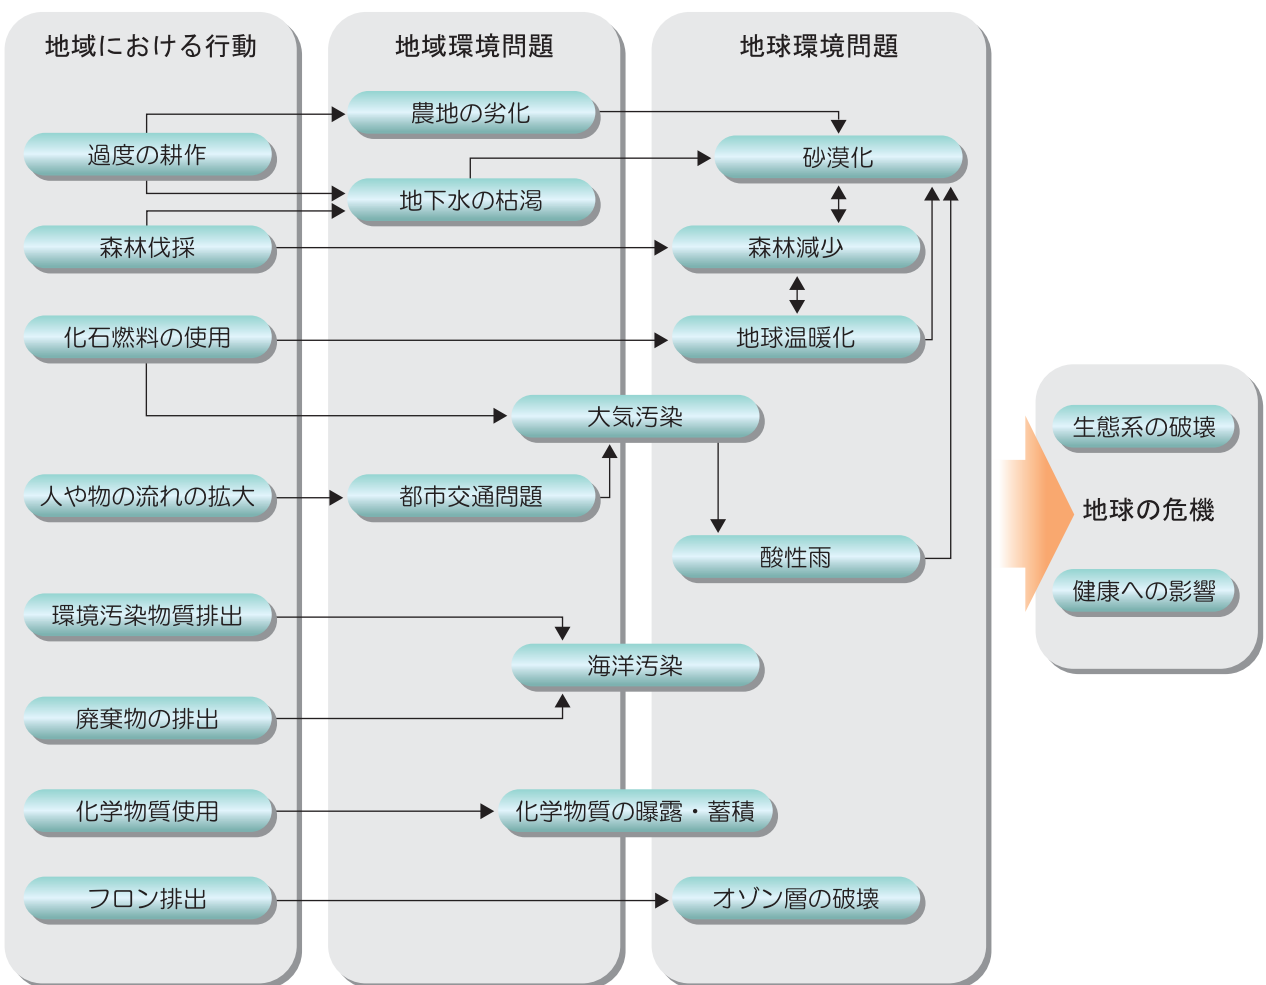 地域における行動
過度の耕作
森林伐採
化石燃料の使用
人や物の流れの拡大
環境汚染物質排出
廃棄物の排出
化学物質使用
フロン排出
地域環境問題
農地の劣化
地下水の枯渇
大気汚染
都市交通問題
海洋汚染
化学物質の曝露・蓄積
地球環境問題
砂漠化
森林減少
地球温暖化
酸性雨
オゾン層の破壊
生態系の破壊
地球の危機
健康への影響